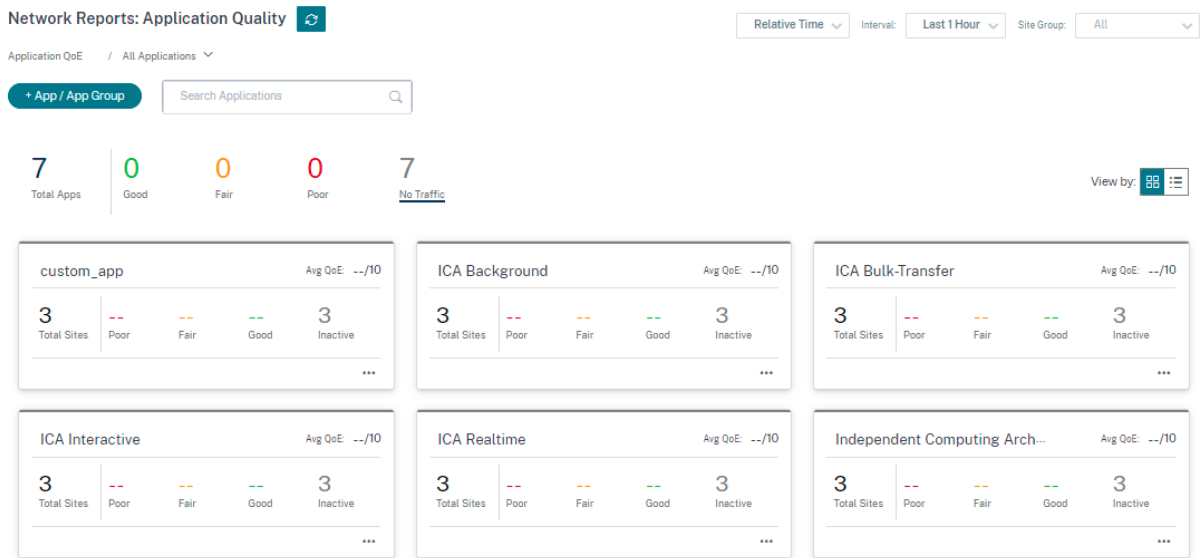 Network Reports: Application Quality
Relative Time Interval: Last 1 Hour Site Group: All
Application QoE / All Applications
+ App / App Group Search Applications
7 0 0 0 7
Total Apps Good Fair Poor No Traffic
View by:
custom_app Avg QoE: --/10
3 -- -- -- 3
Total Sites Poor Fair Good Inactive
•••
ICA Background Avg QoE: --/10
3 -- -- -- 3
Total Sites Poor Fair Good Inactive
•••
ICA Bulk-Transfer Avg QoE: --/10
3 -- -- -- 3
Total Sites Poor Fair Good Inactive
•••
ICA Interactive Avg QoE: --/10
3 -- -- -- 3
Total Sites Poor Fair Good Inactive
•••
ICA Realtime Avg QoE: --/10
3 -- -- -- 3
Total Sites Poor Fair Good Inactive
•••
Independent Computing Arch... Avg QoE: --/10
3 -- -- -- 3
Total Sites Poor Fair Good Inactive
•••